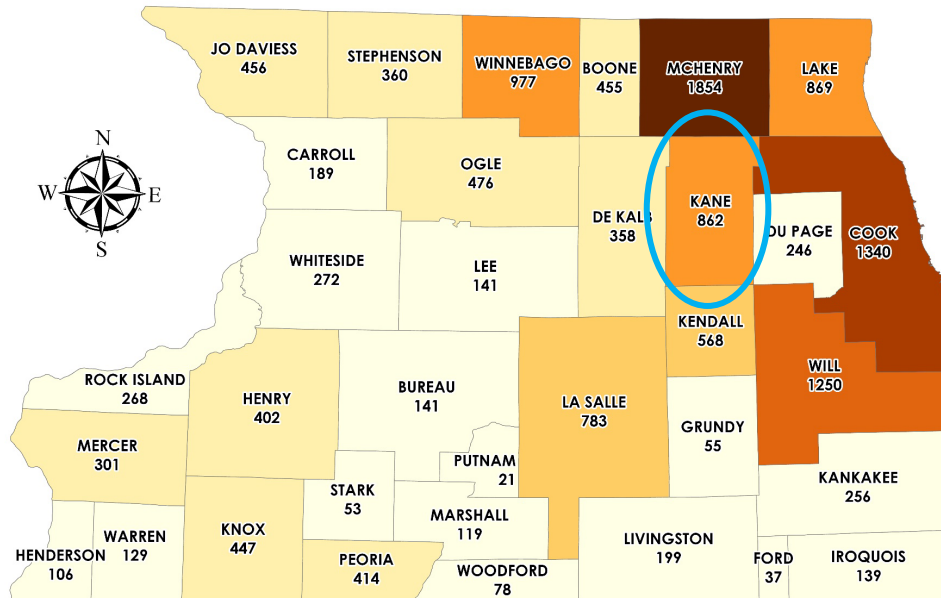 JO DAVIESS
456
STEPHENSON
360
WINNEBAGO
977
BOONE
455
MCHENRY
1854
LAKE
869
N
W
E
S
CARROLL
189
OGLE
476
DE KALB
358
KANE
862
DU PAGE
246
COOK
1340
WHITESIDE
272
LEE
141
KENDALL
568
ROCK ISLAND
268
HENRY
402
BUREAU
141
LA SALLE
783
GRUNDY
55
WILL
1250
MERCER
301
PUTNAM
21
KANKAKEE
256
STARK
53
MARSHALL
119
HENDERSON
106
WARREN
129
KNOX
447
PEORIA
414
WOODFORD
78
LIVINGSTON
199
FORD
37
IROQUOIS
139